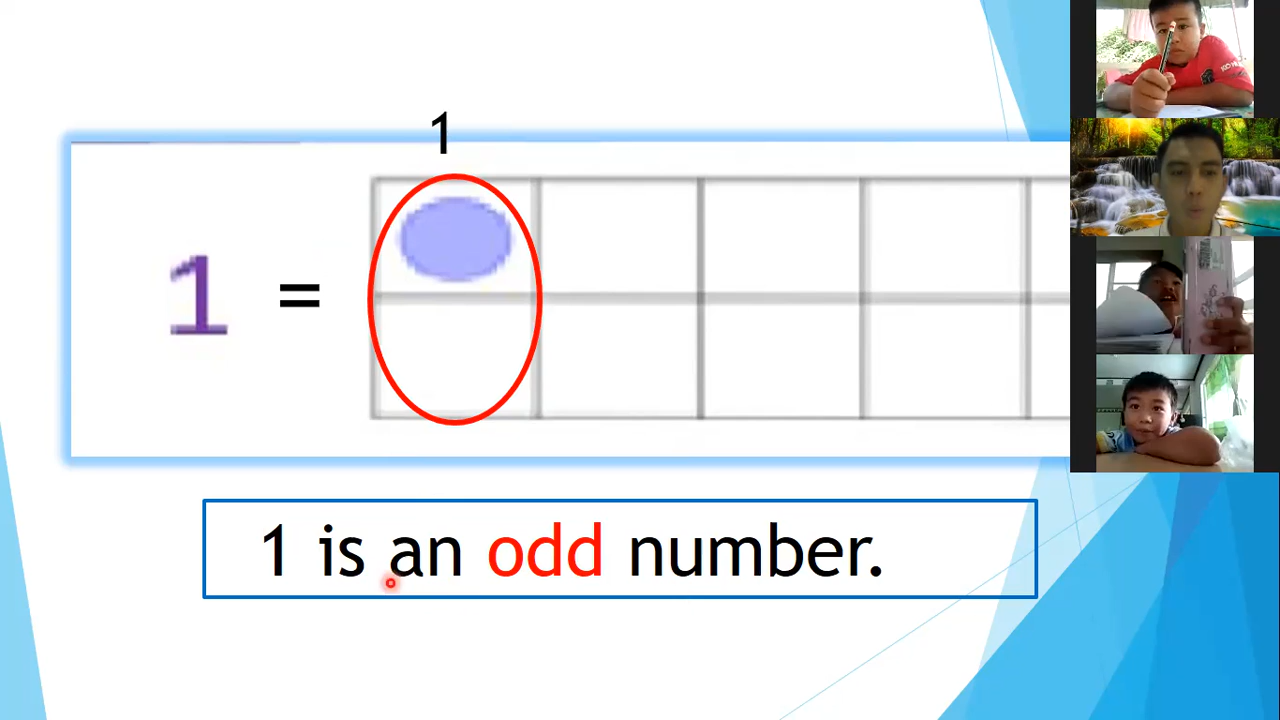 1
1 =
1 is an odd number.